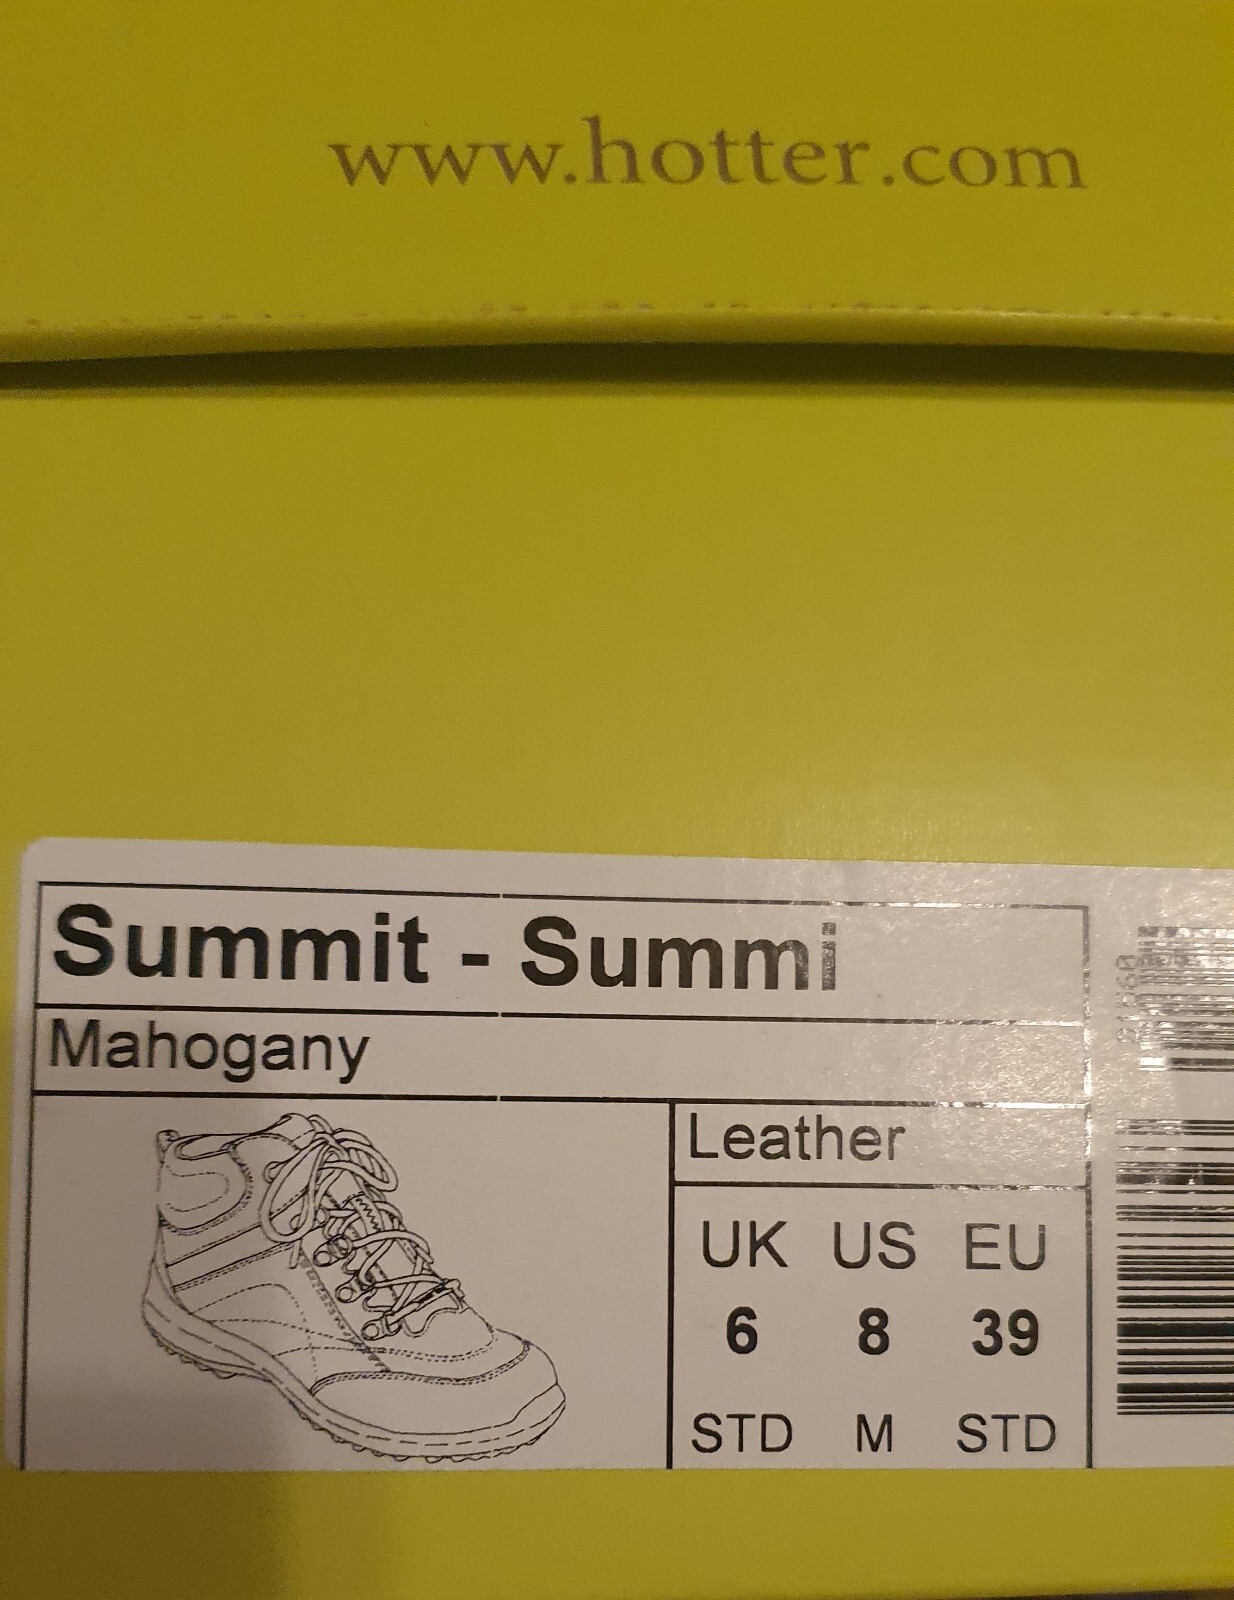 www.hotter.com
Summit - Summi
Mahogany
Leather
UK US EU
6 8 39
STD M STD